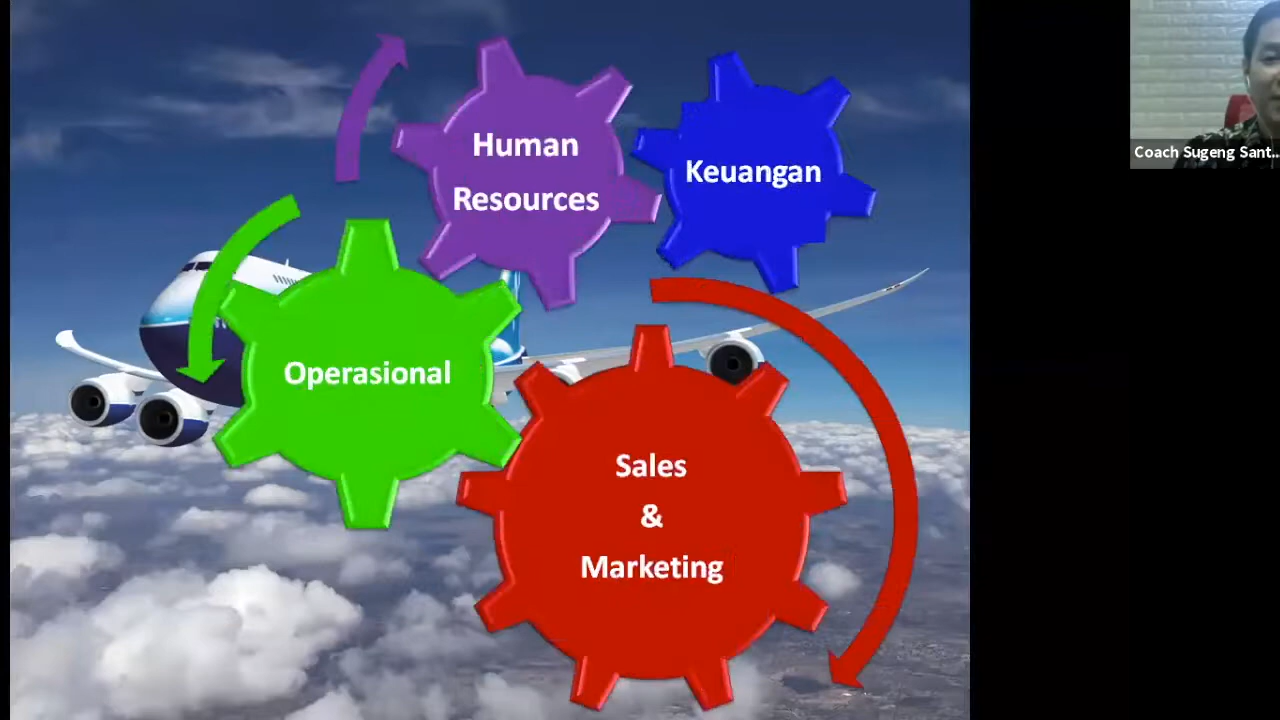 Human
Resources
Keuangan
Operasional
Sales
&
Marketing
Coach Sugeng Sant...